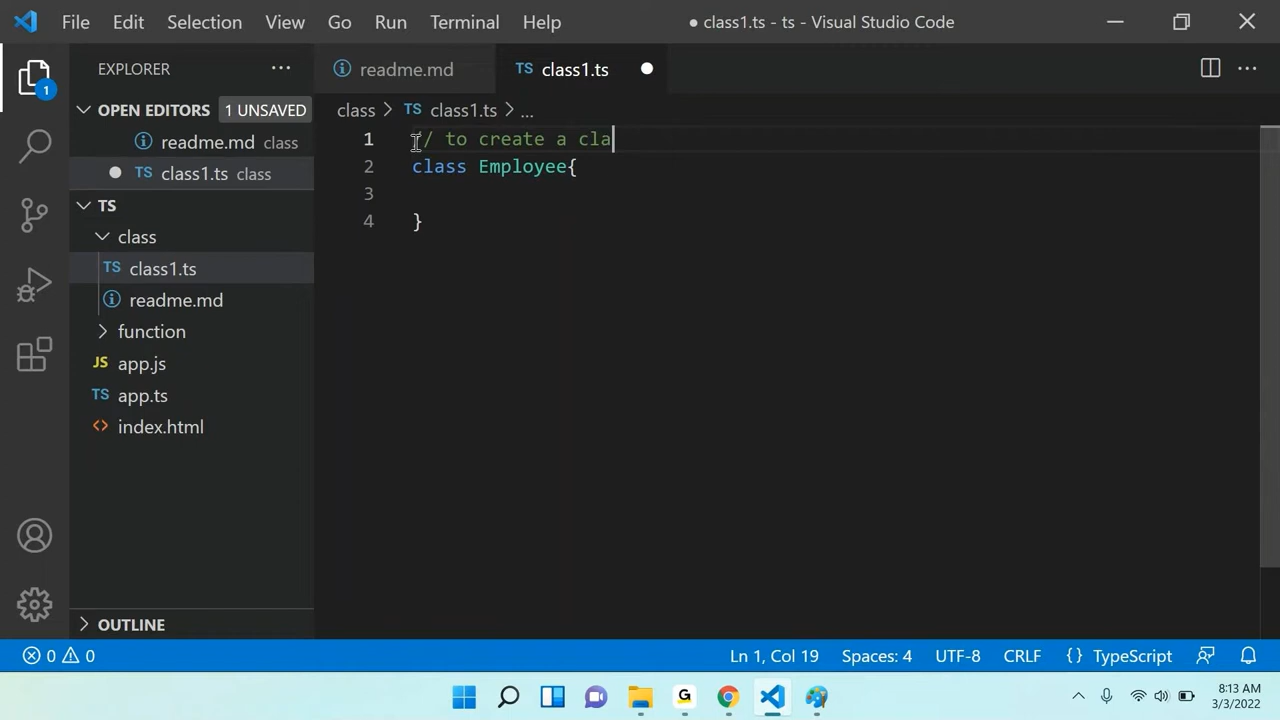 File Edit Selection View Go Run Terminal Help ● class1.ts - ts - Visual Studio Code
EXPLORER ··· readme.md TS class1.ts ● ···
1
OPEN EDITORS 1 UNSAVED class > TS class1.ts > ...
readme.md class
● TS class1.ts class
TS
class
TS class1.ts
readme.md
function
JS app.js
TS app.ts
<> index.html
OUTLINE
1 // to create a cla
2 class Employee{
3
4 }
0 0 Ln 1, Col 19 Spaces: 4 UTF-8 CRLF {} TypeScript
G 8:13 AM
3/3/2022